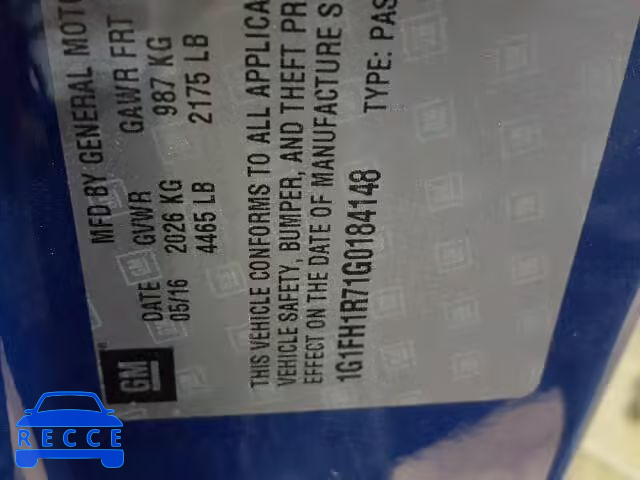 MFD BY GENERAL MOTO
DATE GVWR GAWR FRT
05/16 2026 KG 987 KG
4465 LB 2175 LB
THIS VEHICLE CONFORMS TO ALL APPLICA
VEHICLE SAFETY, BUMPER, AND THEFT PR
EFFECT ON THE DATE OF MANUFACTURE S
1G1FH1R71G0184148 TYPE: PAS
GM
RECCE